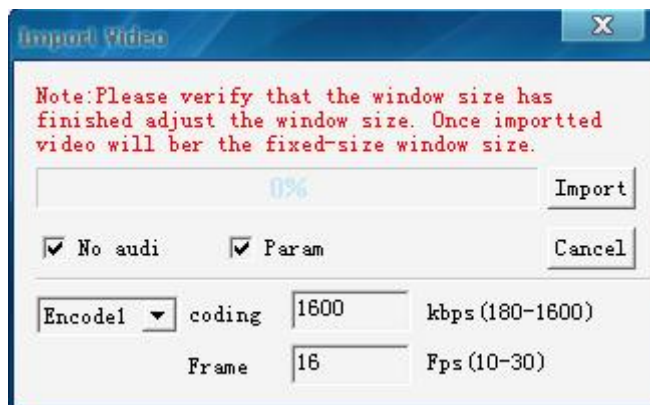 Import Video
Note:Please verify that the window size has
finished adjust the window size. Once importted
video will ber the fixed-size window size.
0%
Import
No audi
Param
Cancel
Encode1
coding
1600
kbps(180-1600)
Frame
16
Fps(10-30)